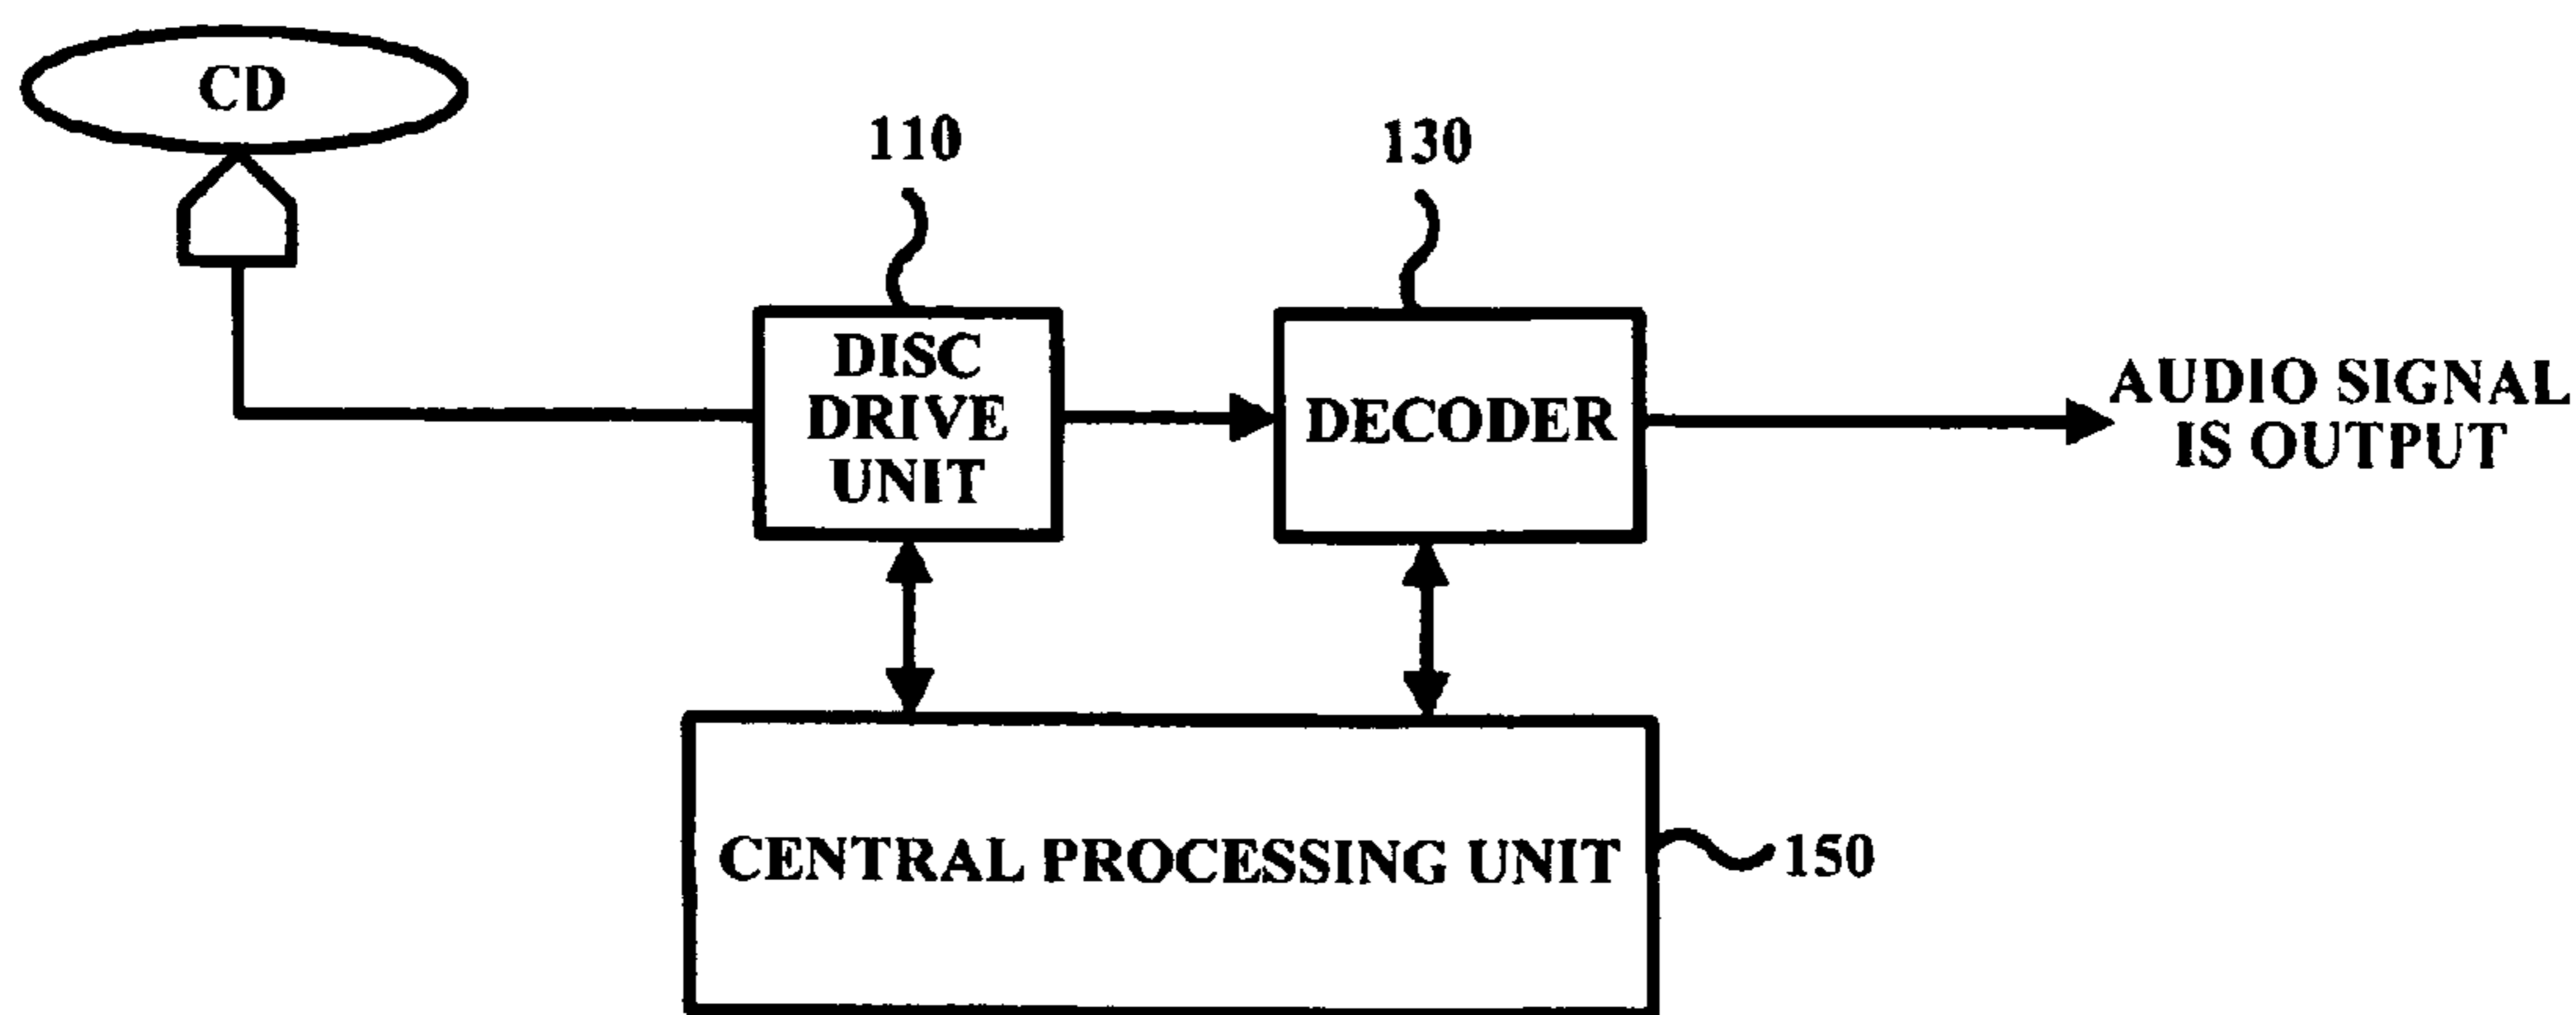 CD
110
130
DISC
DRIVE
UNIT
DECODER
AUDIO SIGNAL
IS OUTPUT
CENTRAL PROCESSING UNIT
150